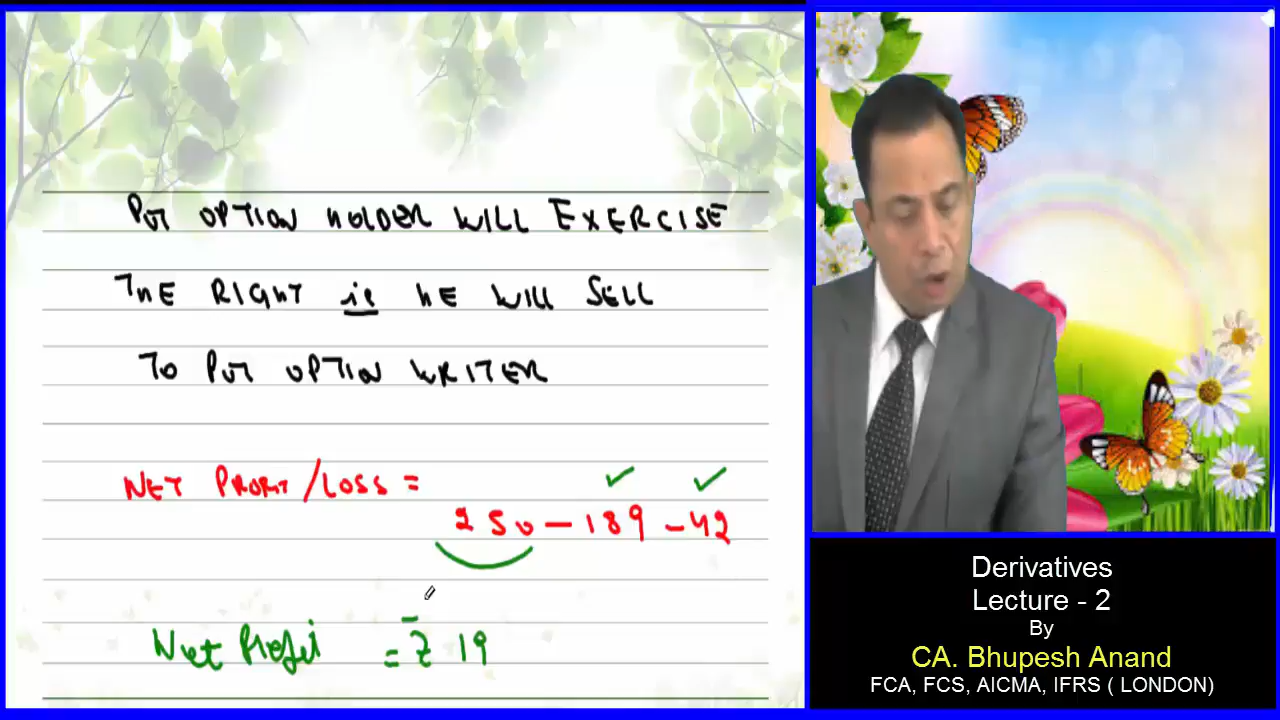 PUT OPTION HOLDER WILL EXERCISE
THE RIGHT ie HE WILL SELL
TO PUT OPTION WRITER
NET PROFIT/LOSS =
250 - 189 - 42
Net Profit = ₹ 19
Derivatives
Lecture - 2
By
CA. Bhupesh Anand
FCA, FCS, AICMA, IFRS ( LONDON)